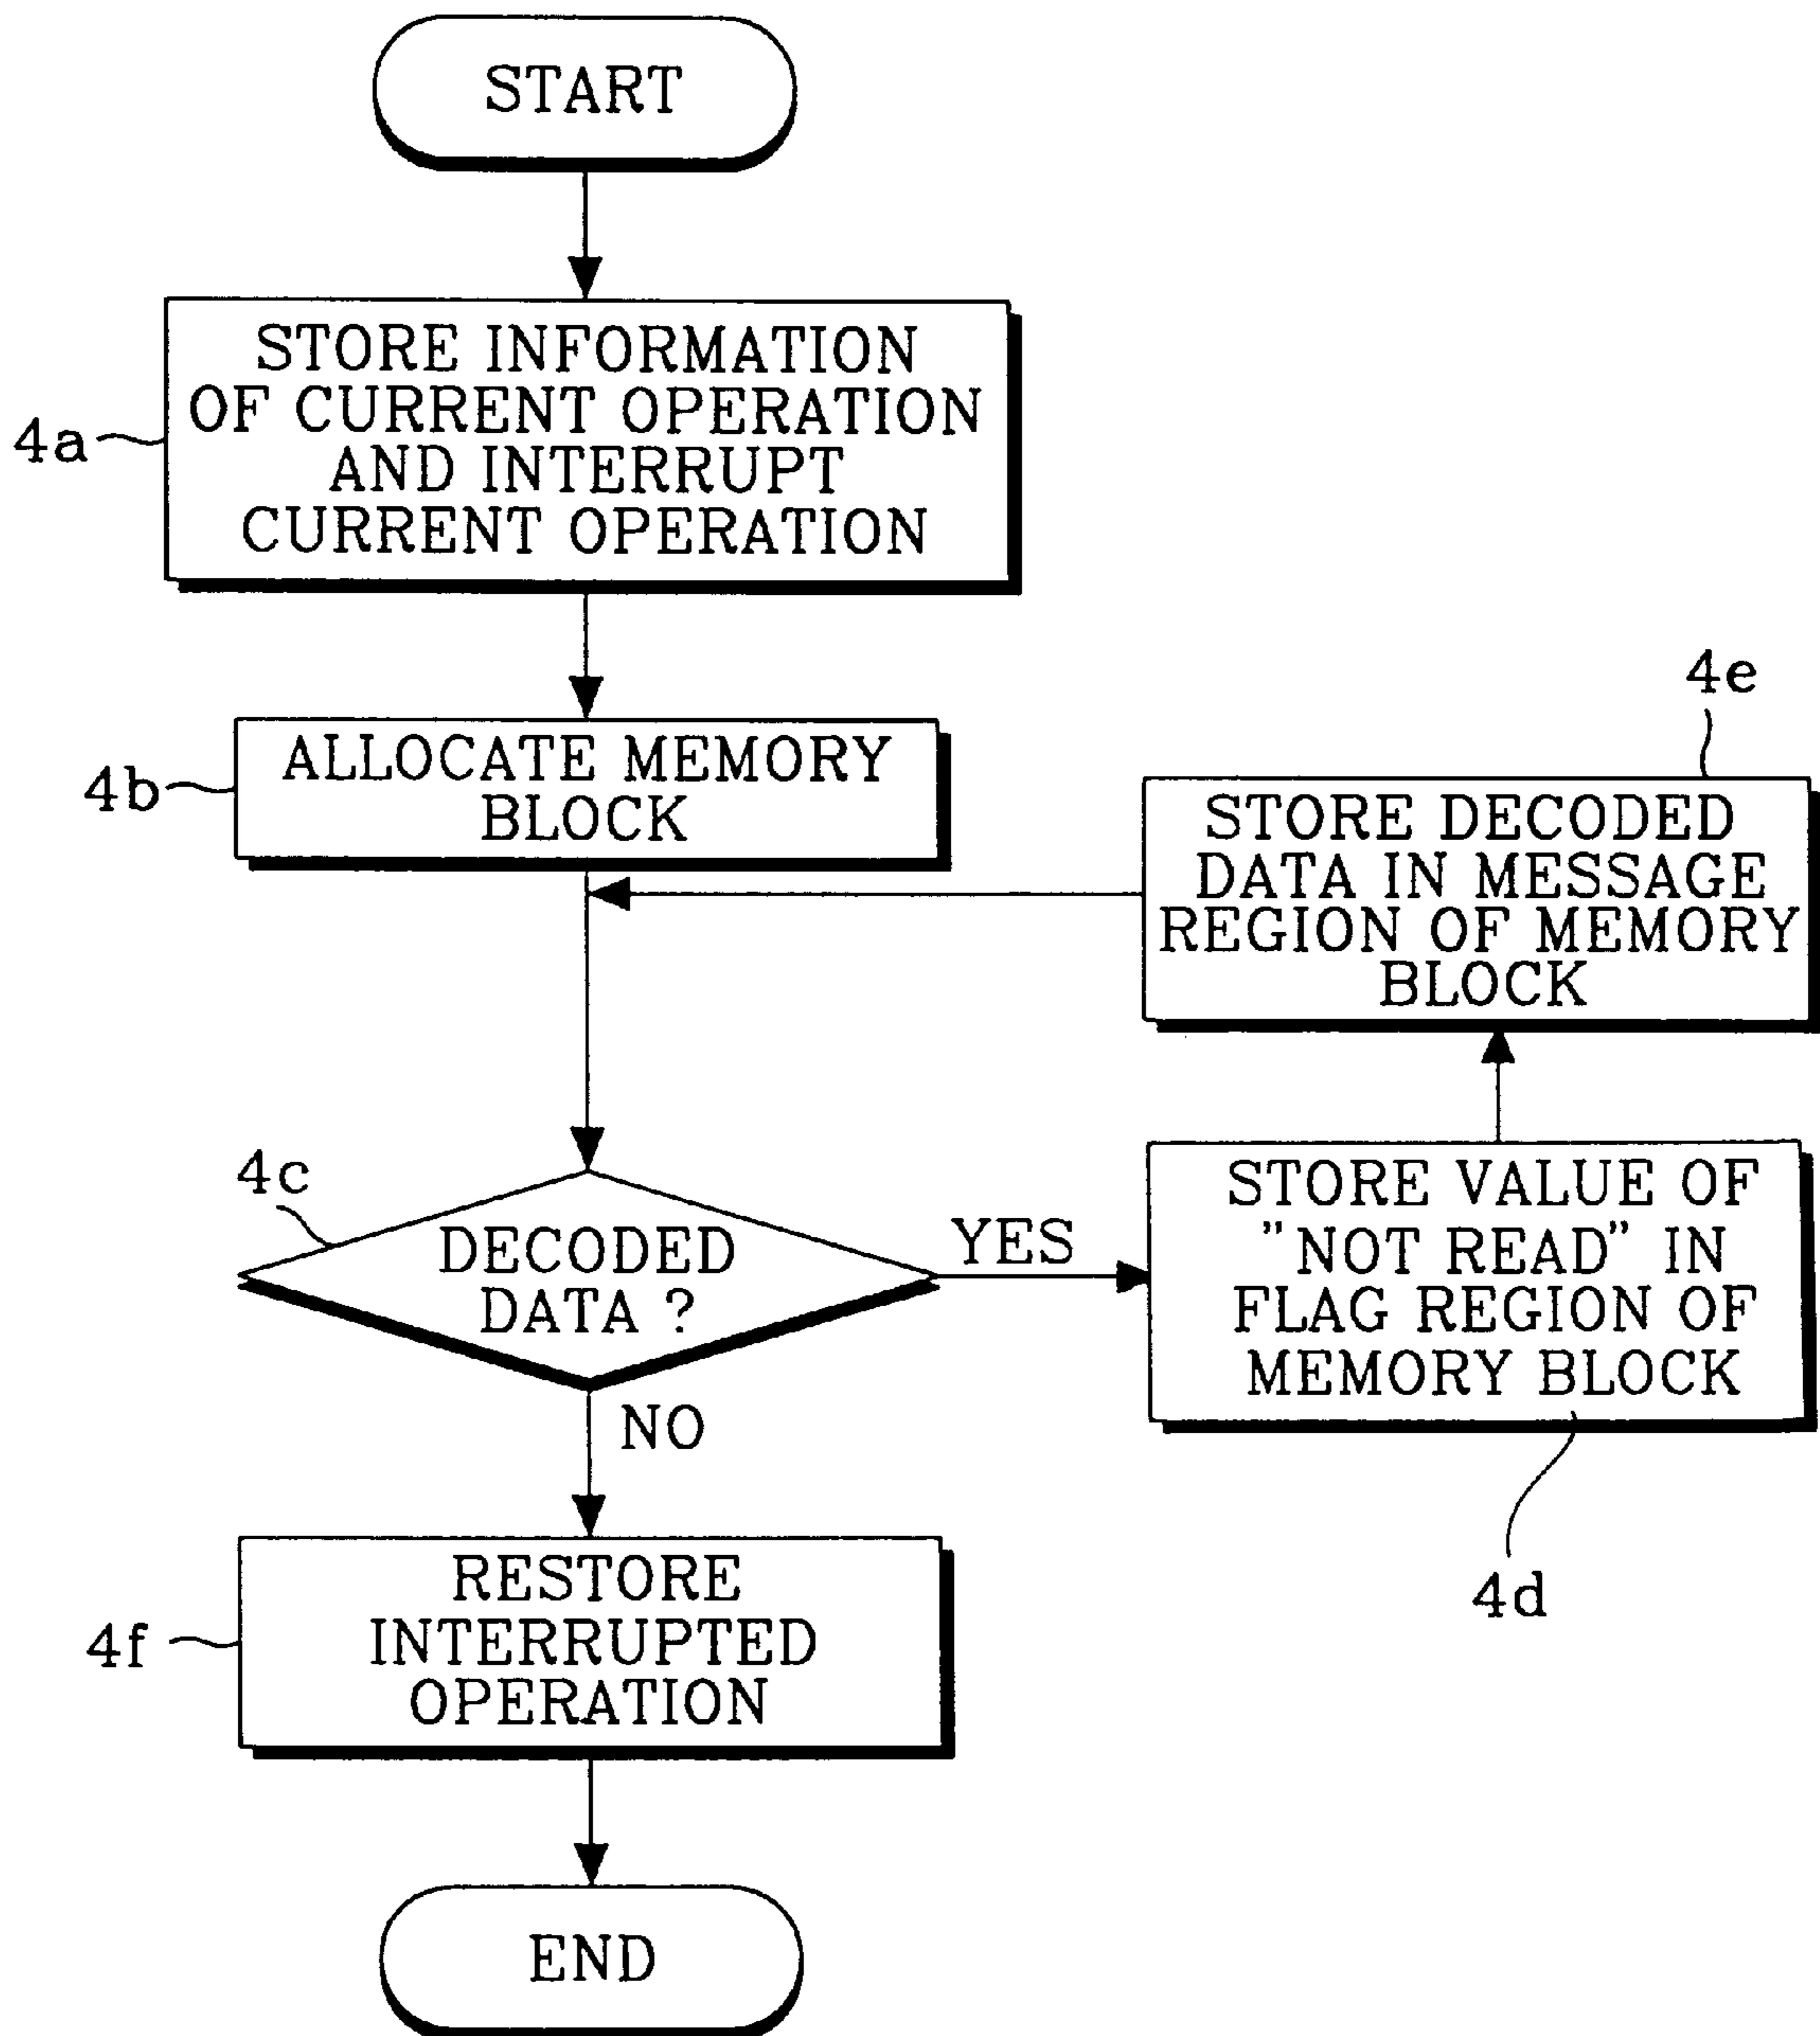 START
STORE INFORMATION
OF CURRENT OPERATION
AND INTERRUPT
CURRENT OPERATION
4a
ALLOCATE MEMORY
BLOCK
4b
4c
DECODED
DATA ?
YES
NO
STORE VALUE OF
"NOT READ" IN
FLAG REGION OF
MEMORY BLOCK
4d
4e
STORE DECODED
DATA IN MESSAGE
REGION OF MEMORY
BLOCK
RESTORE
INTERRUPTED
OPERATION
4f
END